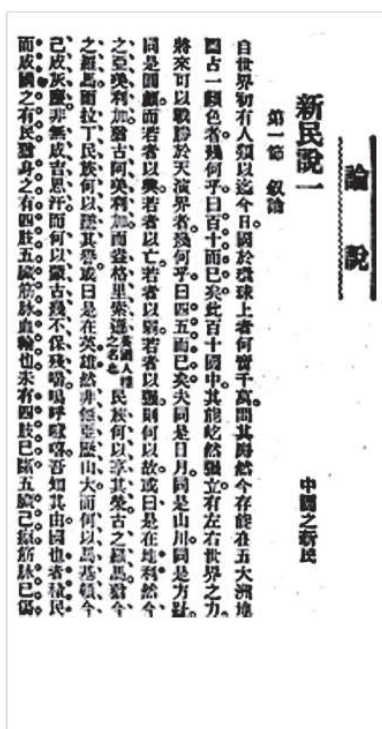 論說
新民說一
中國之新民
第一節 叙論
自世界初有人類以迄今日。國於環球上者何啻千萬。問其巋然今存能在五大洲地
圖占一顏色者幾何乎。曰百十而已矣。此百十國中。其能屹然强立有左右世界之力。
將來可以戰勝於天演界者幾何乎。曰四五而已矣。夫同是日月。同是山川。同是方趾。
同是圓顱。而若者以興。若者以亡。若者以弱。若者以强。則何以故。或曰是在地利。然今
之亞美利加。猶古阿美利加。而盎格里索遜英國人種之名也民族何以享其榮。古之羅馬。猶今
之羅馬。而拉丁民族何以墜其譽。或曰是在英雄。然非無亞歷山大。而何以馬基頓今
已成灰塵。非無成吉思汗。而何以蒙古幾不保殘喘。嗚呼噫嘻。吾知其由。國也者積民
而成。國之有民。猶身之有四肢五臟筋脉血輪也。未有四肢已斷五臟已瘵筋脉已傷